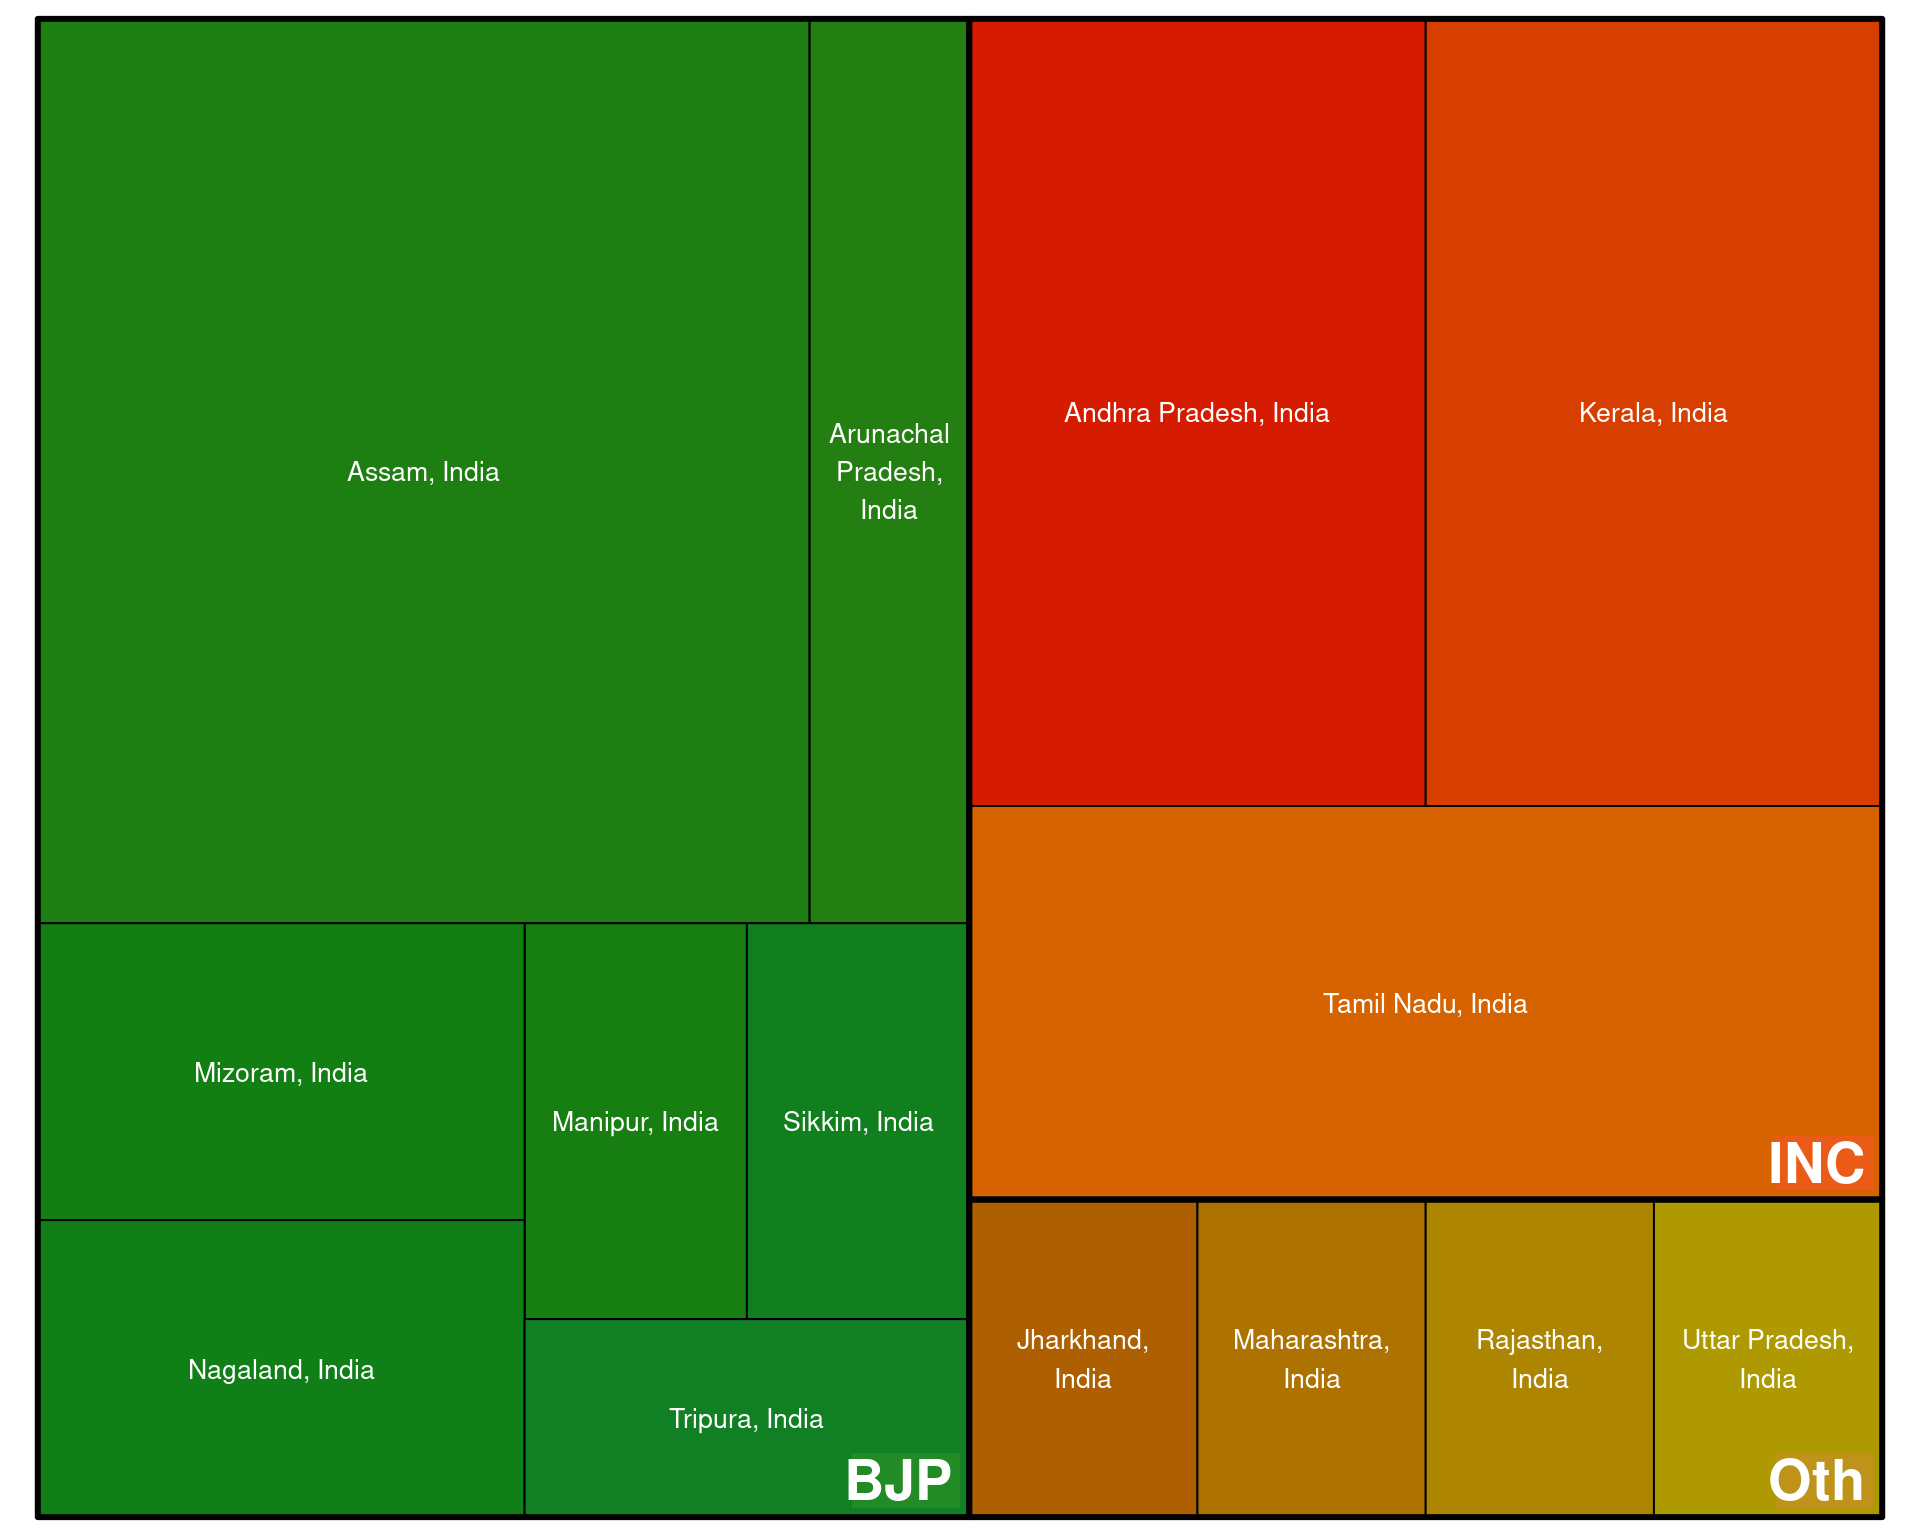 Assam, India
Arunachal
Pradesh,
India
Mizoram, India
Manipur, India
Sikkim, India
Nagaland, India
Tripura, India
BJP
Andhra Pradesh, India
Kerala, India
Tamil Nadu, India
INC
Jharkhand,
India
Maharashtra,
India
Rajasthan,
India
Uttar Pradesh,
India
Oth